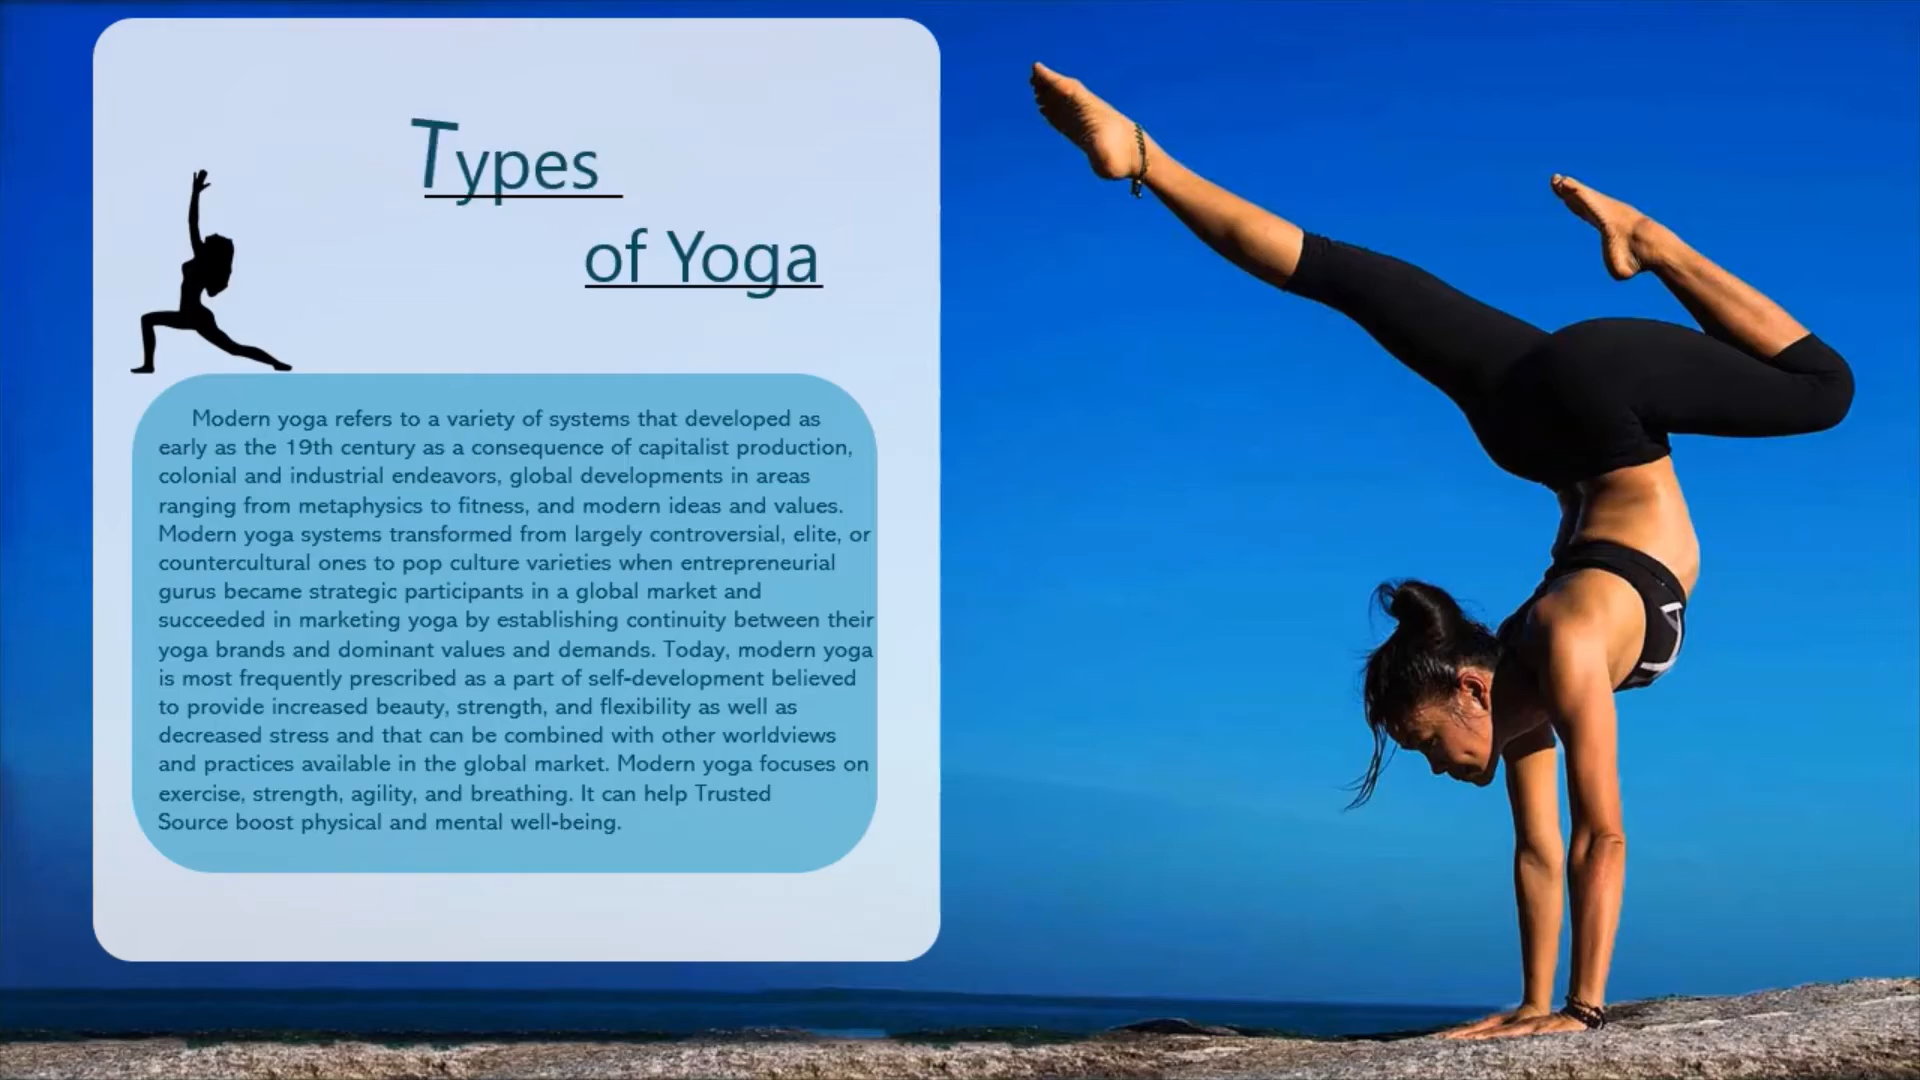 Types
of Yoga
Modern yoga refers to a variety of systems that developed as
early as the 19th century as a consequence of capitalist production,
colonial and industrial endeavors, global developments in areas
ranging from metaphysics to fitness, and modern ideas and values.
Modern yoga systems transformed from largely controversial, elite, or
countercultural ones to pop culture varieties when entrepreneurial
gurus became strategic participants in a global market and
succeeded in marketing yoga by establishing continuity between their
yoga brands and dominant values and demands. Today, modern yoga
is most frequently prescribed as a part of self-development believed
to provide increased beauty, strength, and flexibility as well as
decreased stress and that can be combined with other worldviews
and practices available in the global market. Modern yoga focuses on
exercise, strength, agility, and breathing. It can help Trusted
Source boost physical and mental well-being.